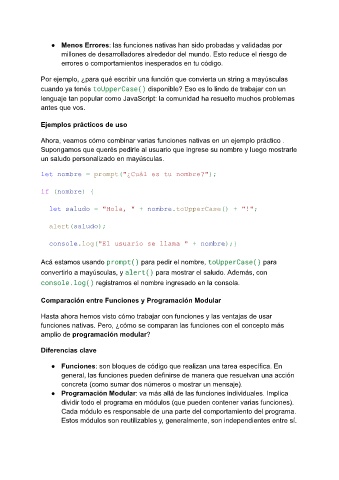 ● Menos Errores: las funciones nativas han sido probadas y validadas por
millones de desarrolladores alrededor del mundo. Esto reduce el riesgo de
errores o comportamientos inesperados en tu código.
Por ejemplo, ¿para qué escribir una función que convierta un string a mayúsculas
cuando ya tenés toUpperCase() disponible? Eso es lo lindo de trabajar con un
lenguaje tan popular como JavaScript: la comunidad ha resuelto muchos problemas
antes que vos.
Ejemplos prácticos de uso
Ahora, veamos cómo combinar varias funciones nativas en un ejemplo práctico .
Supongamos que querés pedirle al usuario que ingrese su nombre y luego mostrarle
un saludo personalizado en mayúsculas.
let nombre = prompt("¿Cuál es tu nombre?");
if (nombre) {
let saludo = "Hola, " + nombre.toUpperCase() + "!";
alert(saludo);
console.log("El usuario se llama " + nombre);}
Acá estamos usando prompt() para pedir el nombre, toUpperCase() para
convertirlo a mayúsculas, y alert() para mostrar el saludo. Además, con
console.log() registramos el nombre ingresado en la consola.
Comparación entre Funciones y Programación Modular
Hasta ahora hemos visto cómo trabajar con funciones y las ventajas de usar
funciones nativas. Pero, ¿cómo se comparan las funciones con el concepto más
amplio de programación modular?
Diferencias clave
● Funciones: son bloques de código que realizan una tarea específica. En
general, las funciones pueden definirse de manera que resuelvan una acción
concreta (como sumar dos números o mostrar un mensaje).
● Programación Modular: va más allá de las funciones individuales. Implica
dividir todo el programa en módulos (que pueden contener varias funciones).
Cada módulo es responsable de una parte del comportamiento del programa.
Estos módulos son reutilizables y, generalmente, son independientes entre sí.